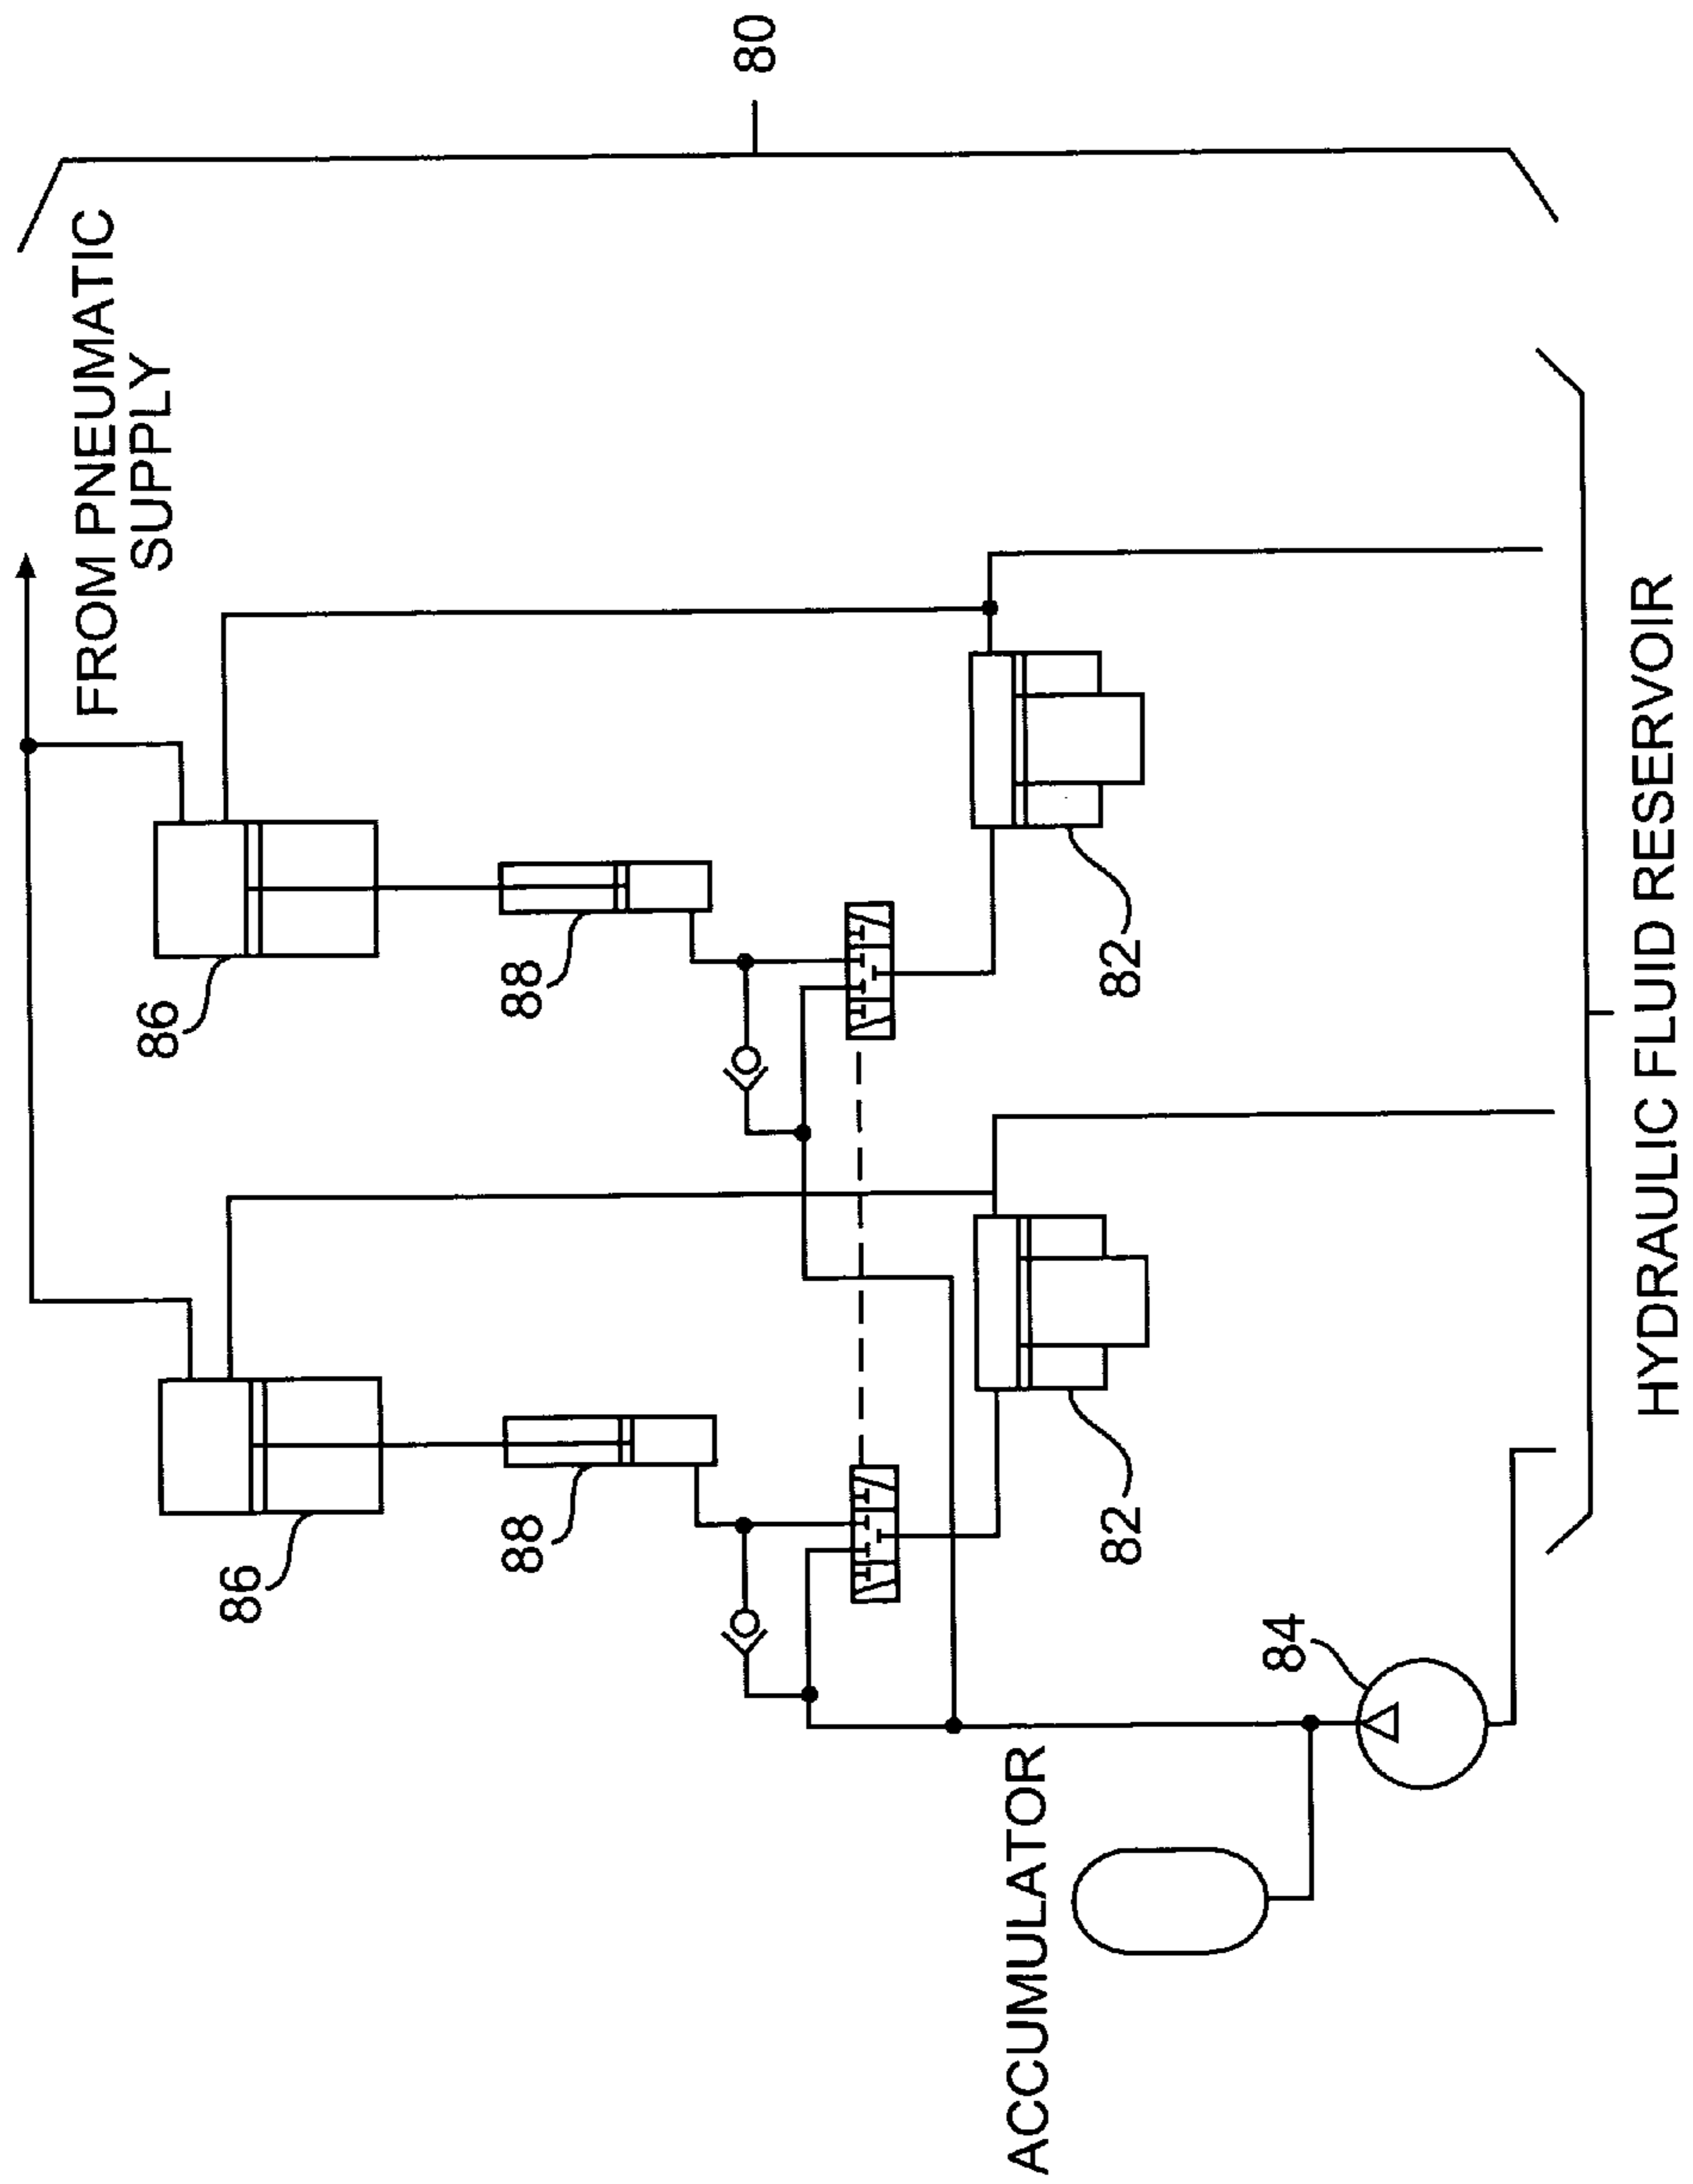 80
FROM PNEUMATIC
SUPPLY
86
88
82
86
88
82
84
ACCUMULATOR
HYDRAULIC FLUID RESERVOIR